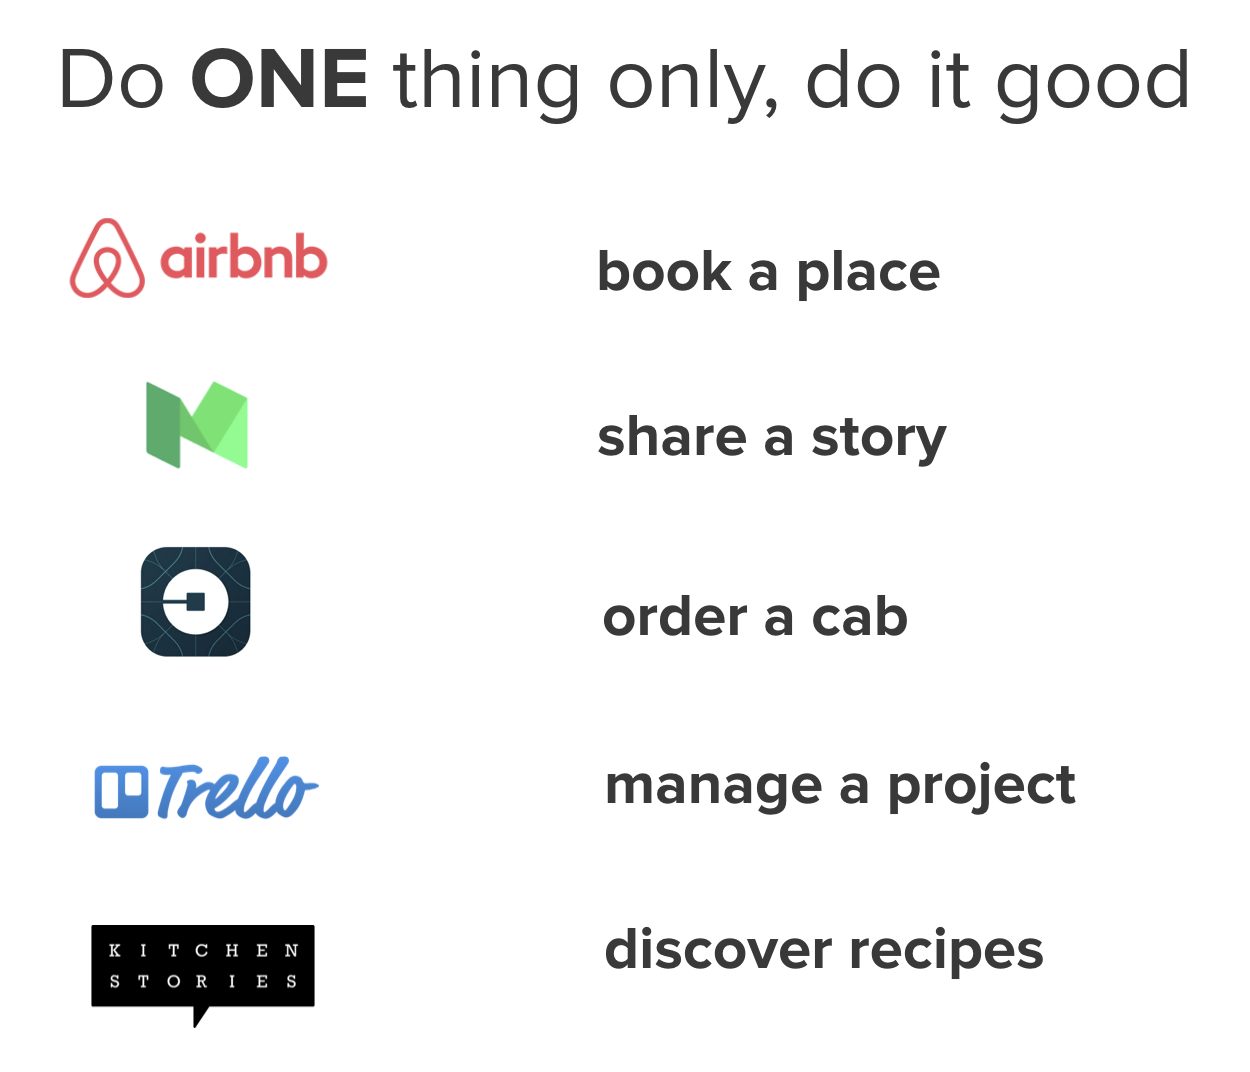 Do ONE thing only, do it good
airbnb
book a place
share a story
order a cab
Trello
manage a project
KITCHEN
STORIES
discover recipes